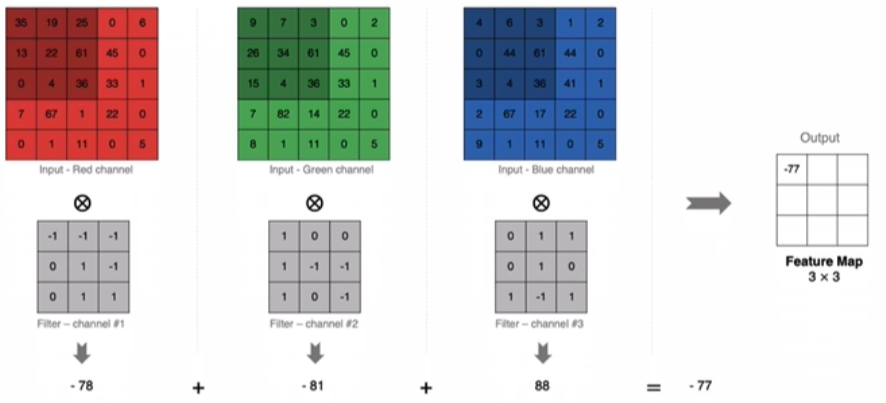 35 19 25 0 6
13 22 61 45 0
0 4 36 33 1
7 67 1 22 0
0 1 11 0 5
Input - Red channel
9 7 3 0 2
26 34 61 45 0
15 4 36 33 1
7 82 14 22 0
8 1 11 0 5
Input - Green channel
4 6 3 1 2
0 44 61 44 0
3 4 36 41 1
2 67 17 22 0
9 1 11 0 5
Input - Blue channel
⊗ ⊗ ⊗
-1 -1 -1
0 1 -1
0 1 1
Filter – channel #1
1 0 0
1 -1 -1
1 0 -1
Filter – channel #2
0 1 1
0 1 0
1 -1 1
Filter – channel #3
- 78 + - 81 + 88 = - 77
Output
-77
Feature Map
3 × 3